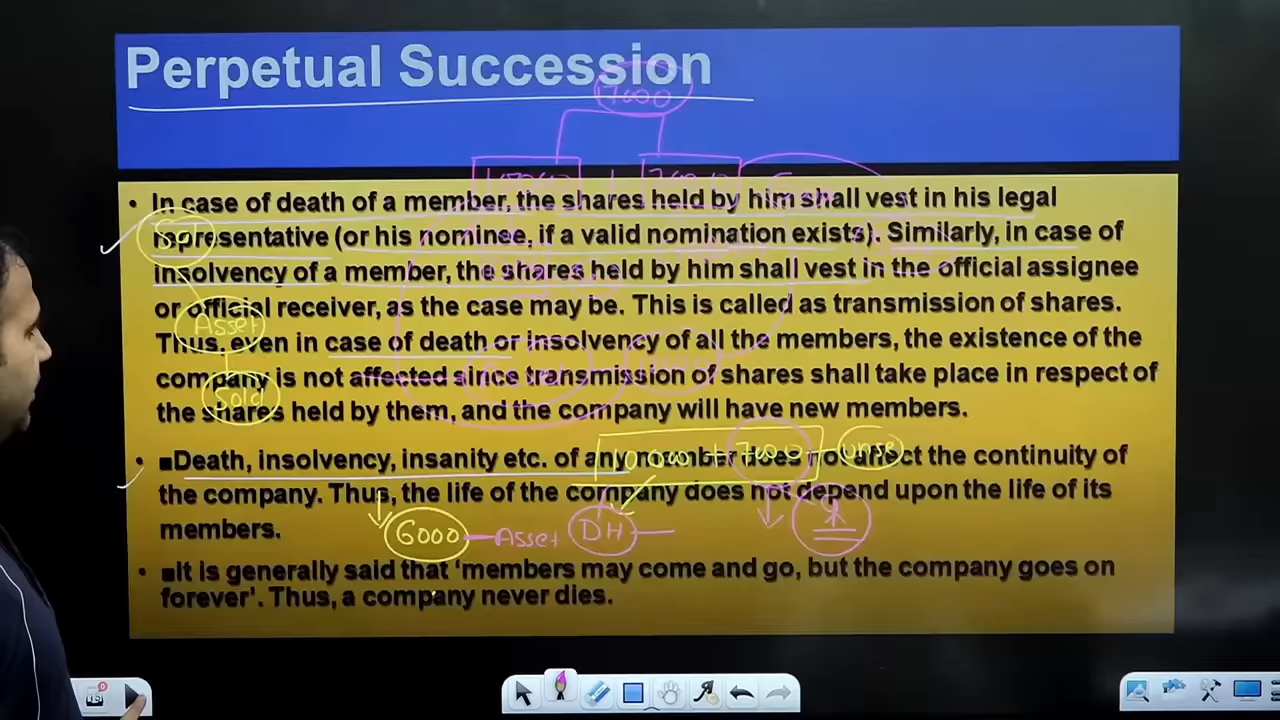 Perpetual Succession
7000
• In case of death of a member, the shares held by him shall vest in his legal
representative (or his nominee, if a valid nomination exists). Similarly, in case of
insolvency of a member, the shares held by him shall vest in the official assignee
or official receiver, as the case may be. This is called as transmission of shares.
Asset
Thus, even in case of death or insolvency of all the members, the existence of the
company is not affected since transmission of shares shall take place in respect of
Sold
the shares held by them, and the company will have new members.
10000 + 7000
• ■Death, insolvency, insanity etc. of any member does not affect the continuity of
the company. Thus, the life of the company does not depend upon the life of its
members.
6000 Asset DH
• ■It is generally said that ‘members may come and go, but the company goes on
forever'. Thus, a company never dies.